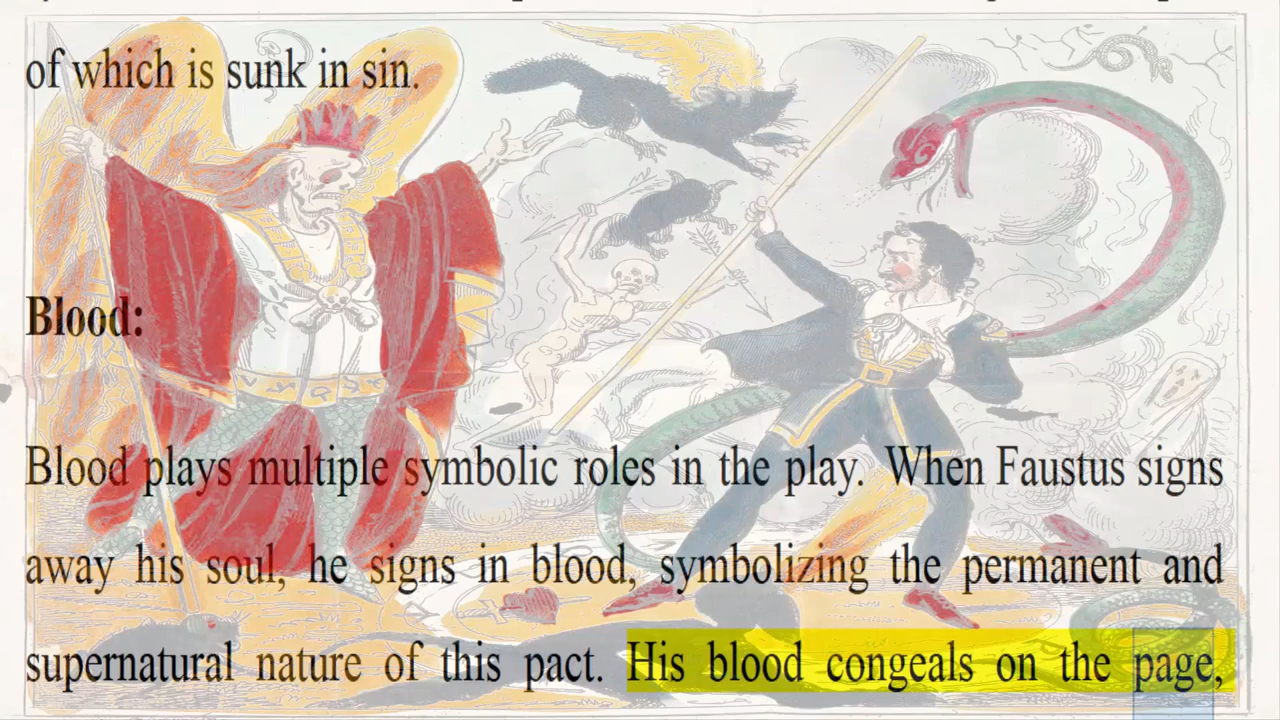 of which is sunk in sin.
Blood:
Blood plays multiple symbolic roles in the play. When Faustus signs
away his soul, he signs in blood, symbolizing the permanent and
supernatural nature of this pact. His blood congeals on the page,